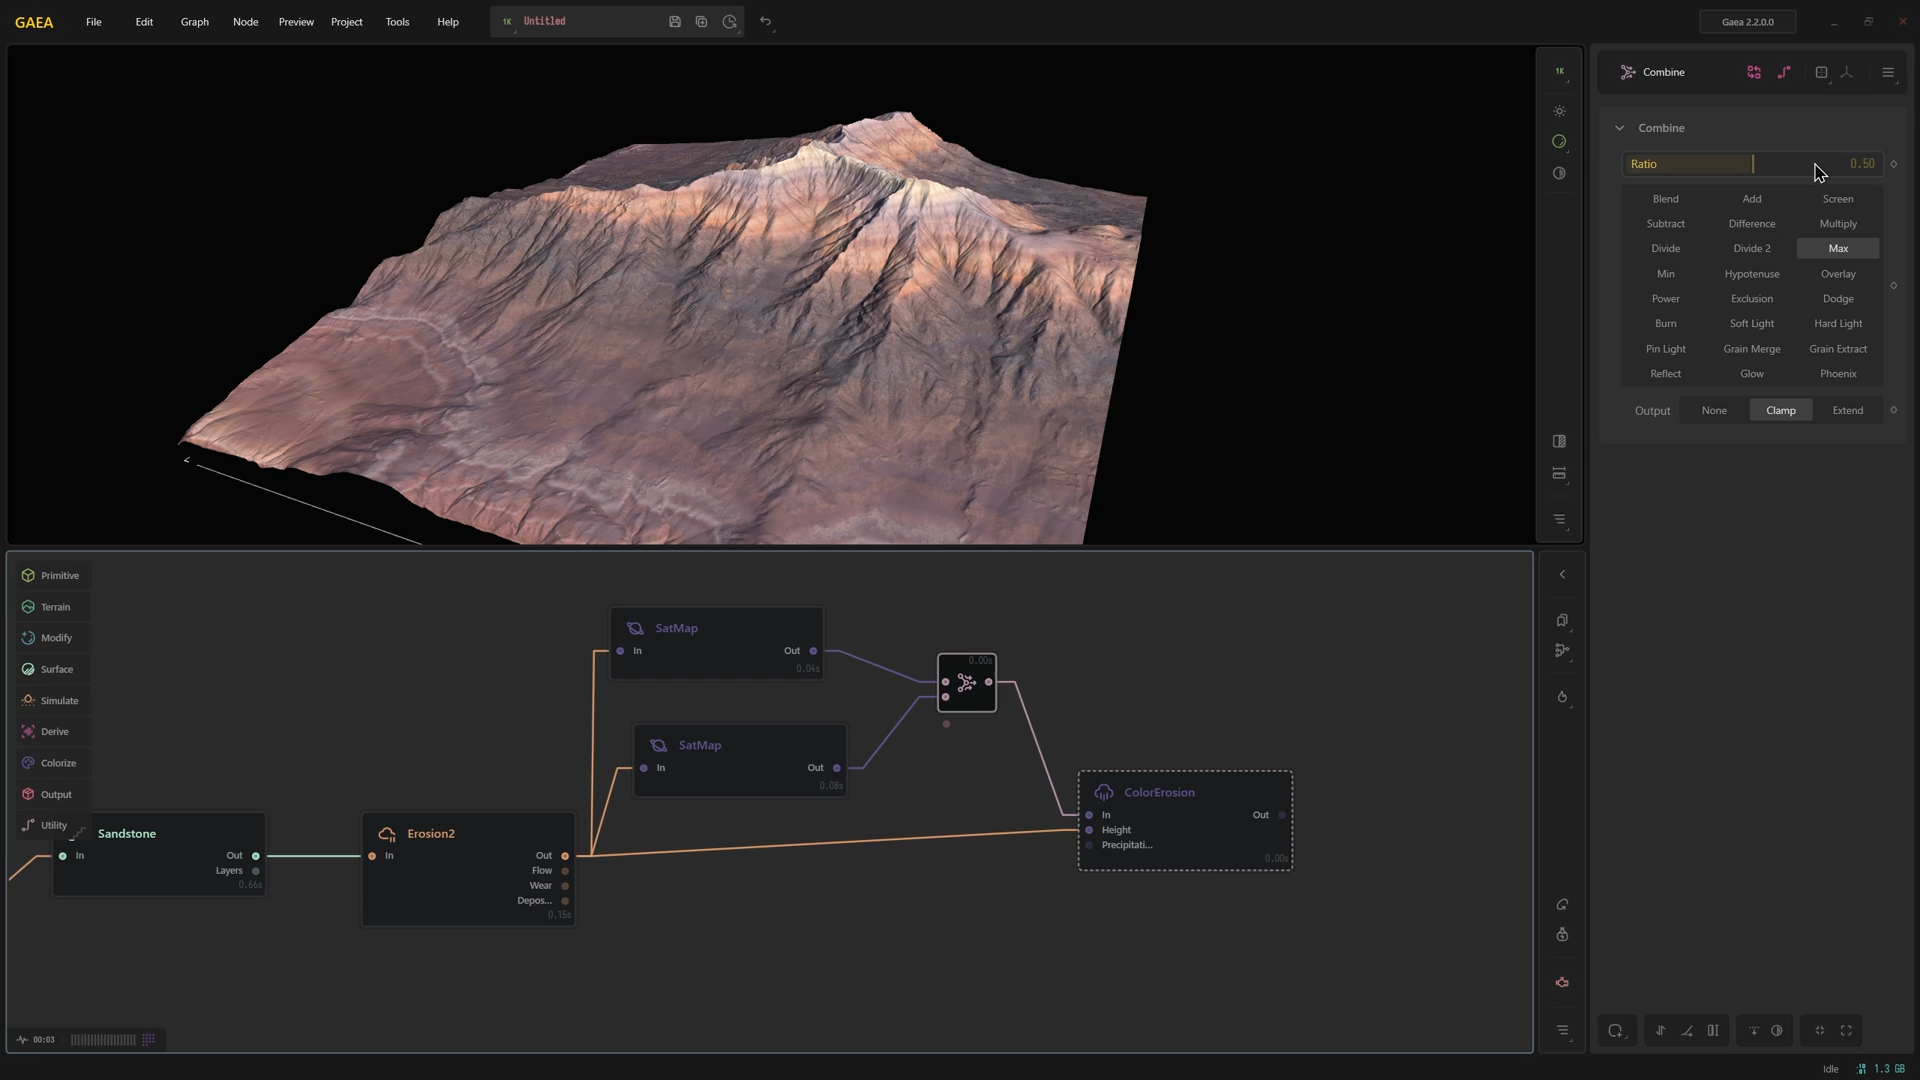 GAEA File Edit Graph Node Preview Project Tools Help 1K Untitled Gaea 2.2.0.0
1K
Combine
Combine
Ratio 0.50
Blend Add Screen
Subtract Difference Multiply
Divide Divide 2 Max
Min Hypotenuse Overlay
Power Exclusion Dodge
Burn Soft Light Hard Light
Pin Light Grain Merge Grain Extract
Reflect Glow Phoenix
Output None Clamp Extend
Primitive
Terrain
Modify
Surface
Simulate
Derive
Colorize
Output
Utility
SatMap
In Out
0.04s
SatMap
In Out
0.08s
0.00s
Sandstone
In Out
Layers
0.66s
Erosion2
In Out
Flow
Wear
Depos...
0.15s
ColorErosion
In Out
Height
Precipitati...
0.00s
00:03
Idle 1.3 GB